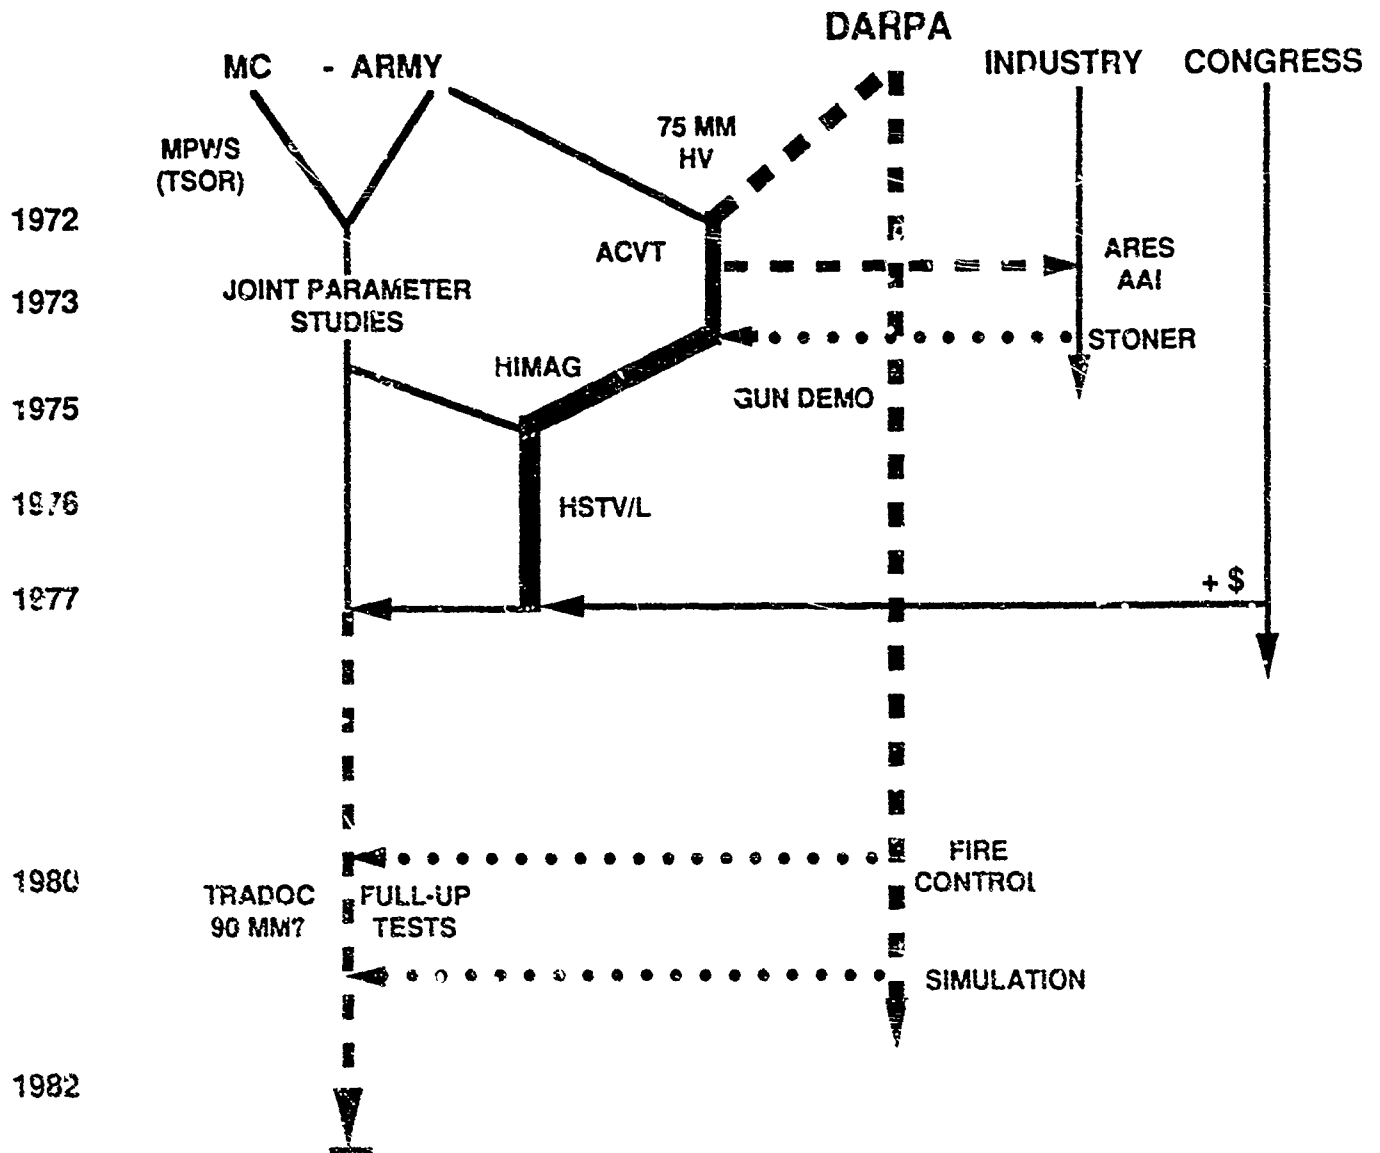 DARPA
MC - ARMY
INDUSTRY
CONGRESS
75 MM
HV
MPWS
(TSOR)
1972
ACVT
ARES
AAI
1973
JOINT PARAMETER
STUDIES
STONER
HIMAG
GUN DEMO
1975
1976
HSTV/L
1977
+ $
FIRE
CONTROL
1980
TRADOC
90 MM?
FULL-UP
TESTS
SIMULATION
1982